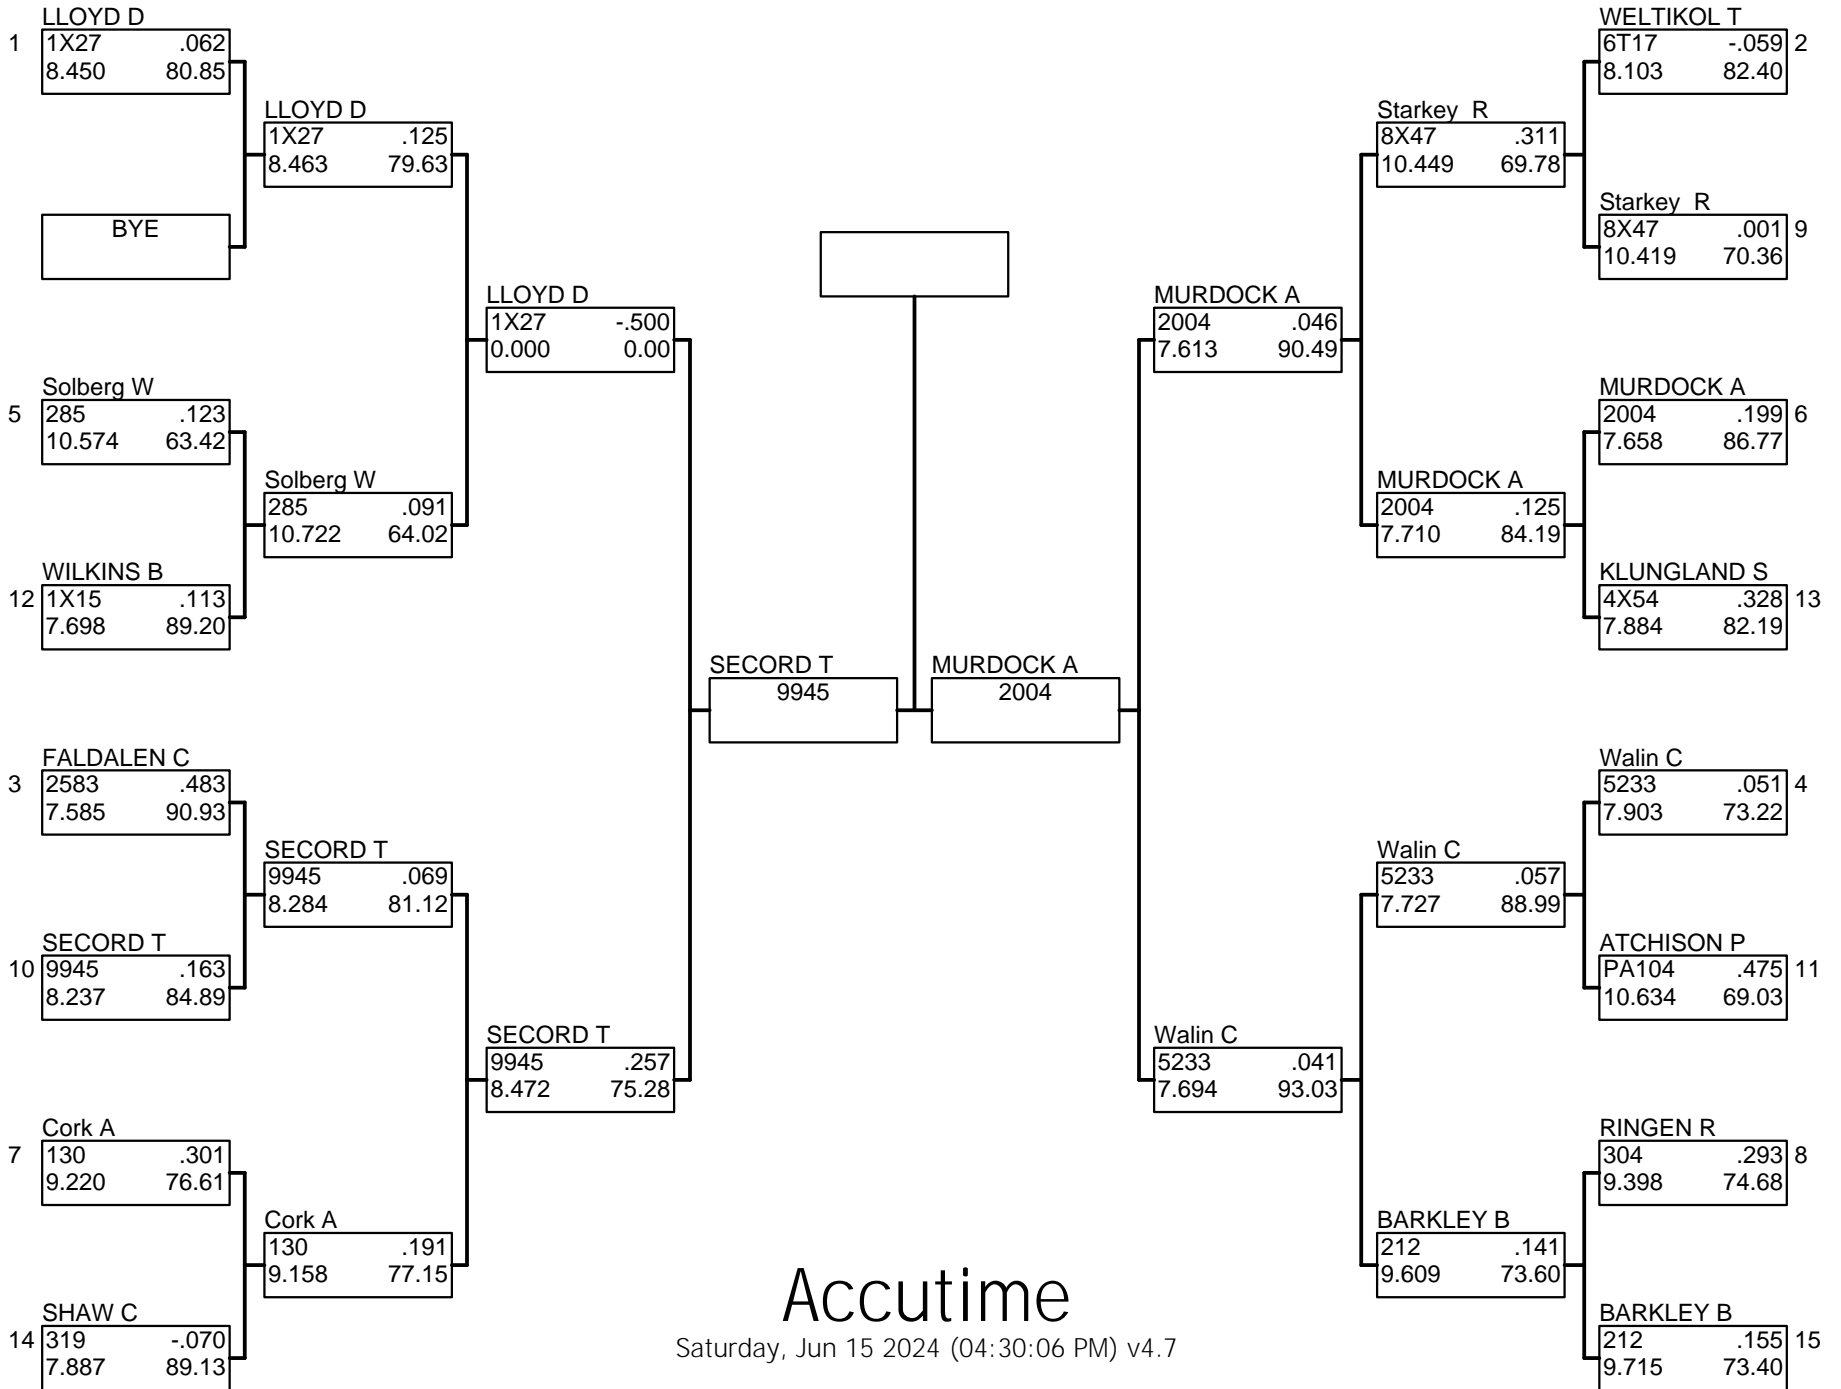 LLOYD D
1 1X27 .062
8.450 80.85
BYE
Solberg W
5 285 .123
10.574 63.42
WILKINS B
12 1X15 .113
7.698 89.20
FALDALEN C
3 2583 .483
7.585 90.93
SECORD T
10 9945 .163
8.237 84.89
Cork A
7 130 .301
9.220 76.61
SHAW C
14 319 -.070
7.887 89.13
LLOYD D
1X27 .125
8.463 79.63
Solberg W
285 .091
10.722 64.02
SECORD T
9945 .069
8.284 81.12
Cork A
130 .191
9.158 77.15
LLOYD D
1X27 -.500
0.000 0.00
SECORD T
9945 .257
8.472 75.28
SECORD T
9945
MURDOCK A
2004
MURDOCK A
2004 .046
7.613 90.49
Walin C
5233 .041
7.694 93.03
Starkey R
8X47 .311
10.449 69.78
MURDOCK A
2004 .125
7.710 84.19
Walin C
5233 .057
7.727 88.99
BARKLEY B
212 .141
9.609 73.60
WELTIKOL T
6T17 -.059 2
8.103 82.40
Starkey R
8X47 .001 9
10.419 70.36
MURDOCK A
2004 .199 6
7.658 86.77
KLUNGLAND S
4X54 .328 13
7.884 82.19
Walin C
5233 .051 4
7.903 73.22
ATCHISON P
PA104 .475 11
10.634 69.03
RINGEN R
304 .293 8
9.398 74.68
BARKLEY B
212 .155 15
9.715 73.40
Accutime
Saturday, Jun 15 2024 (04:30:06 PM) v4.7